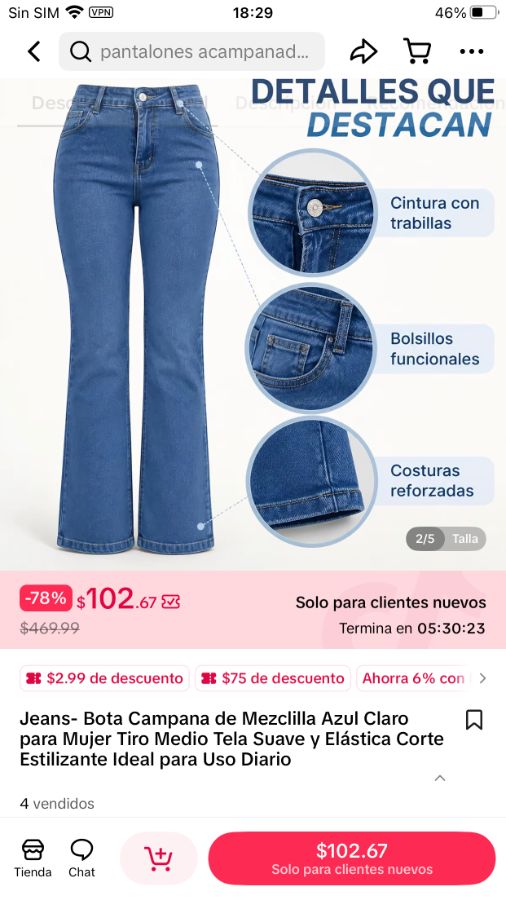 Sin SIM VPN 18:29 46%
pantalones acampanad...
DETALLES QUE
DESTACAN
Cintura con
trabillas
Bolsillos
funcionales
Costuras
reforzadas
2/5 Talla
-78% $102.67 Solo para clientes nuevos
$469.99 Termina en 05:30:23
$2.99 de descuento $75 de descuento Ahorra 6% con
Jeans- Bota Campana de Mezclilla Azul Claro
para Mujer Tiro Medio Tela Suave y Elástica Corte
Estilizante Ideal para Uso Diario
4 vendidos
Tienda Chat $102.67
Solo para clientes nuevos